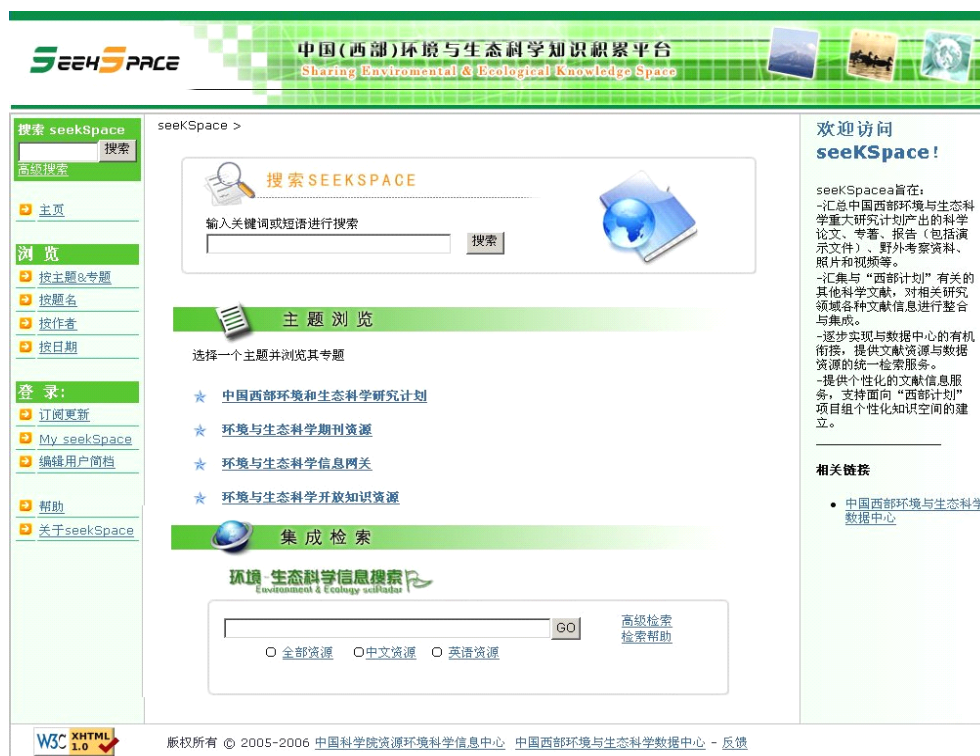 SEEKSPACE
中国(西部)环境与生态科学知识积累平台
Sharing Enviromental & Ecological Knowledge Space
搜索 seekSpace
搜索
高级搜索
主页
浏 览
按主题&专题
按题名
按作者
按日期
登 录:
订阅更新
My seekSpace
编辑用户简档
帮助
关于seekSpace
seeKSpace >
搜索SEEKSPACE
输入关键词或短语进行搜索
搜索
主 题 浏 览
选择一个主题并浏览其专题
中国西部环境和生态科学研究计划
环境与生态科学期刊资源
环境与生态科学信息网关
环境与生态科学开放知识资源
集 成 检 索
环境-生态科学信息搜索
Environment & Ecology sciRadar
GO
高级检索
检索帮助
全部资源 中文资源 英语资源
欢迎访问
seeKSpace!
seeKSpacea旨在:
-汇总中国西部环境与生态科
学重大研究计划产出的科学
论文、专著、报告（包括演
示文件）、野外考察资料、
照片和视频等。
-汇集与“西部计划”有关的
其他科学文献，对相关研究
领域各种文献信息进行整合
与集成。
-逐步实现与数据中心的有机
衔接，提供文献资源与数据
资源的统一检索服务。
-提供个性化的文献信息服
务，支持面向“西部计划”
项目组个性化知识空间的建
立。
相关链接
中国西部环境与生态科学
数据中心
W3C XHTML 1.0
版权所有 © 2005-2006 中国科学院资源环境科学信息中心 中国西部环境与生态科学数据中心 - 反馈